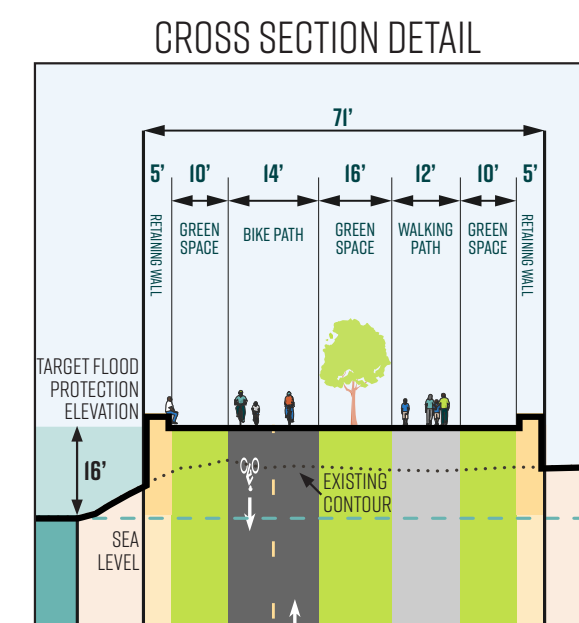 CROSS SECTION DETAIL
71'
5' 10' 14' 16' 12' 10' 5'
RETAINING WALL
GREEN
SPACE
BIKE PATH
GREEN
SPACE
WALKING
PATH
GREEN
SPACE
RETAINING WALL
TARGET FLOOD
PROTECTION
ELEVATION
16'
EXISTING
CONTOUR
SEA
LEVEL